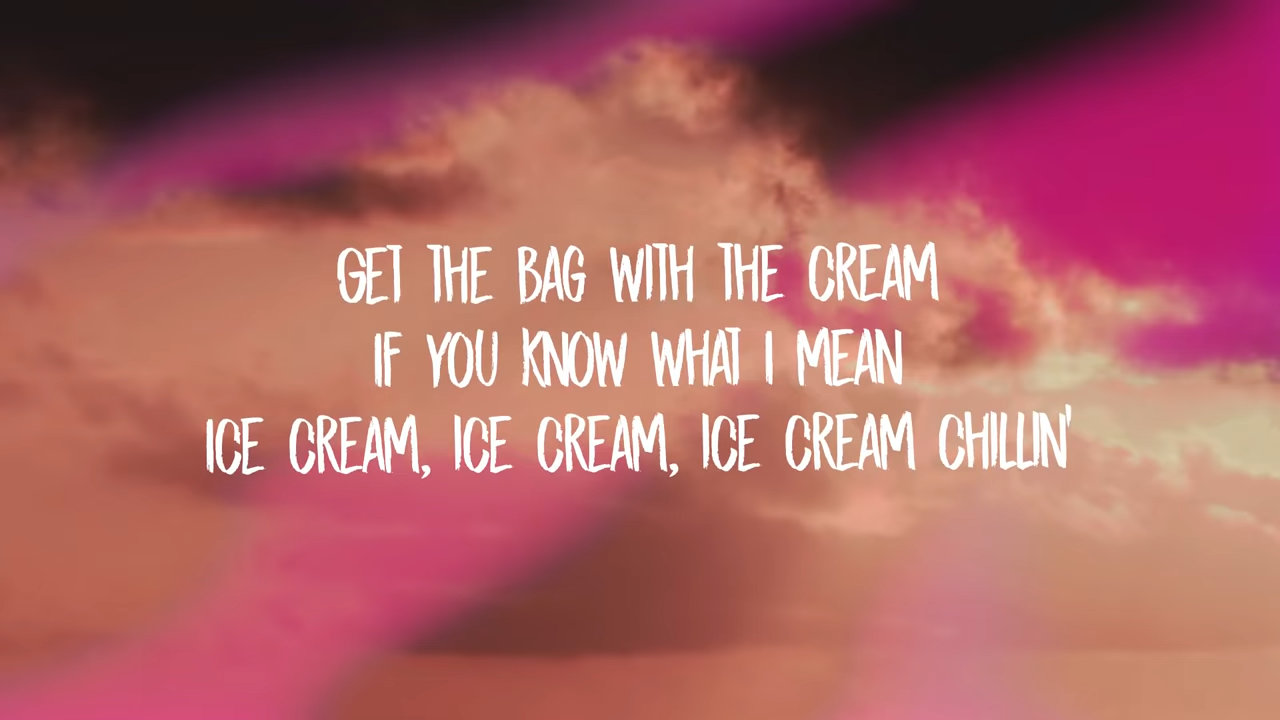 GET THE BAG WITH THE CREAM
IF YOU KNOW WHAT I MEAN
ICE CREAM, ICE CREAM, ICE CREAM CHILLIN'